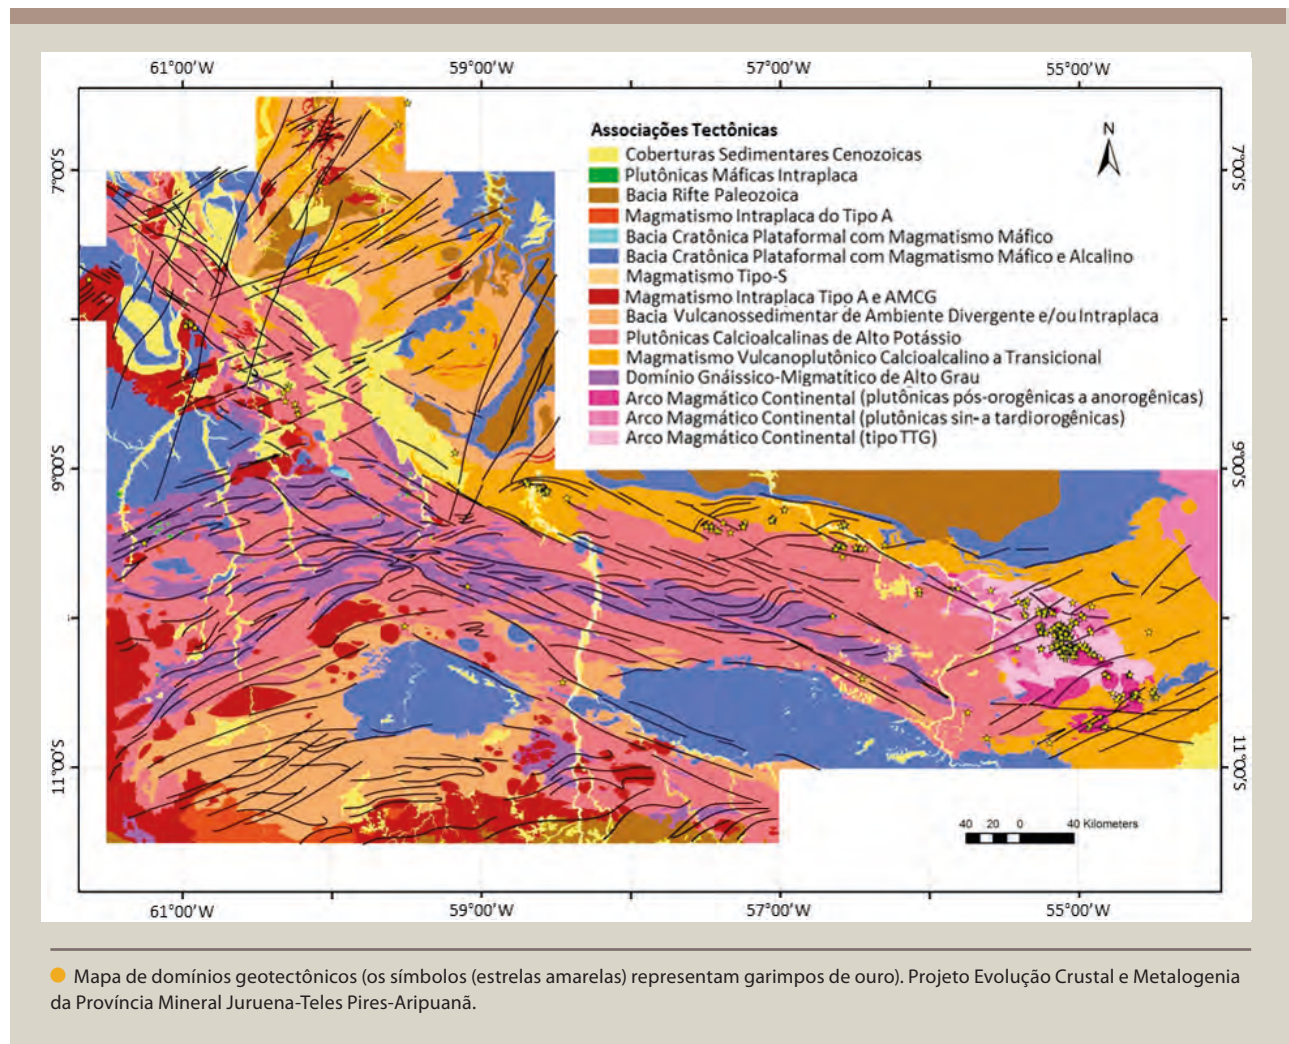 61°00'W 59°00'W 57°00'W 55°00'W
N
Associações Tectônicas
Coberturas Sedimentares Cenozoicas
Plutônicas Máficas Intraplaca
Bacia Rifte Paleozoica
Magmatismo Intraplaca do Tipo A
Bacia Cratônica Plataformal com Magmatismo Máfico
Bacia Cratônica Plataformal com Magmatismo Máfico e Alcalino
Magmatismo Tipo-S
Magmatismo Intraplaca Tipo A e AMCG
Bacia Vulcanossedimentar de Ambiente Divergente e/ou Intraplaca
Plutônicas Calcioalcalinas de Alto Potássio
Magmatismo Vulcanoplutônico Calcioalcalino a Transicional
Domínio Gnáissico-Migmatítico de Alto Grau
Arco Magmático Continental (plutônicas pós-orogênicas a anorogênicas)
Arco Magmático Continental (plutônicas sin-a tardiorogênicas)
Arco Magmático Continental (tipo TTG)
7°00'S
7°00'S
9°00'S
9°00'S
11°00'S
11°00'S
40 20 0 40 Kilometers
61°00'W 59°00'W 57°00'W 55°00'W
Mapa de domínios geotectônicos (os símbolos (estrelas amarelas) representam garimpos de ouro). Projeto Evolução Crustal e Metalogenia
da Província Mineral Juruena-Teles Pires-Aripuanã.